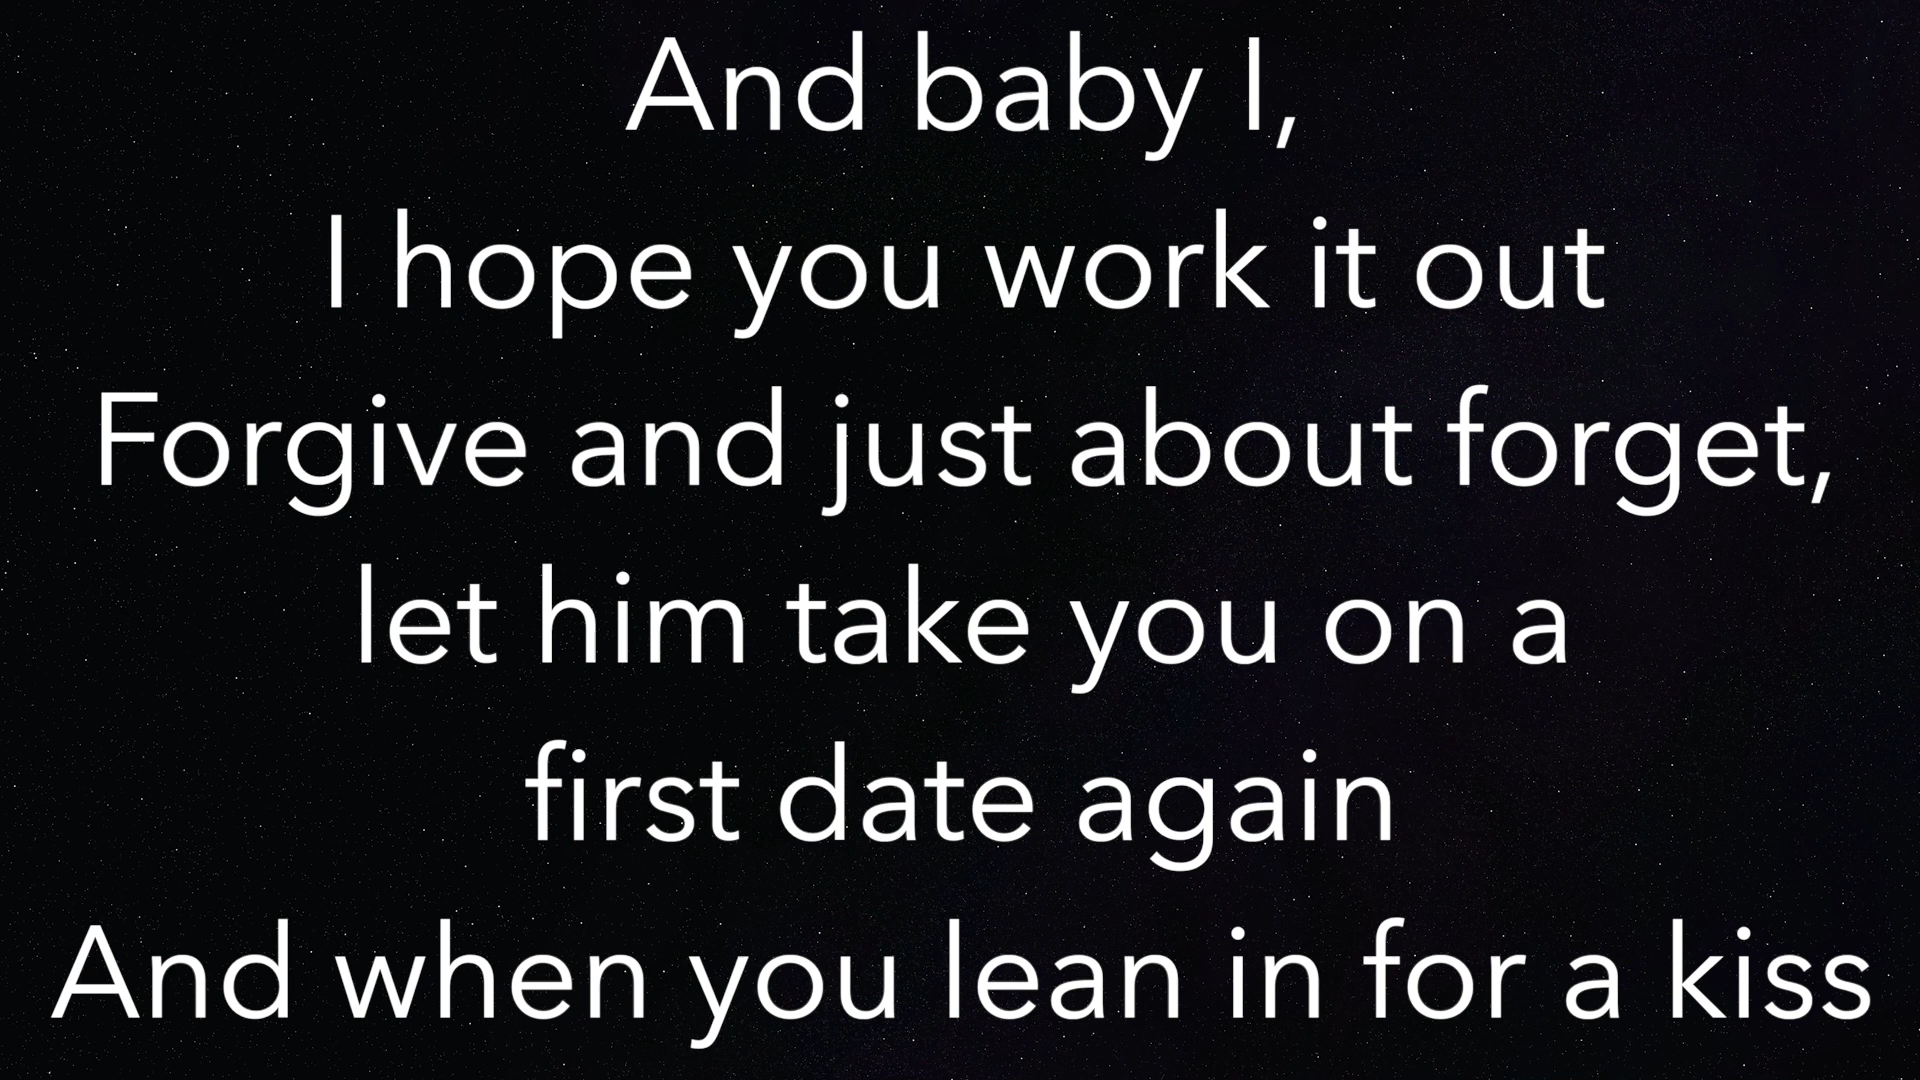 And baby I,
I hope you work it out
Forgive and just about forget,
let him take you on a
first date again
And when you lean in for a kiss